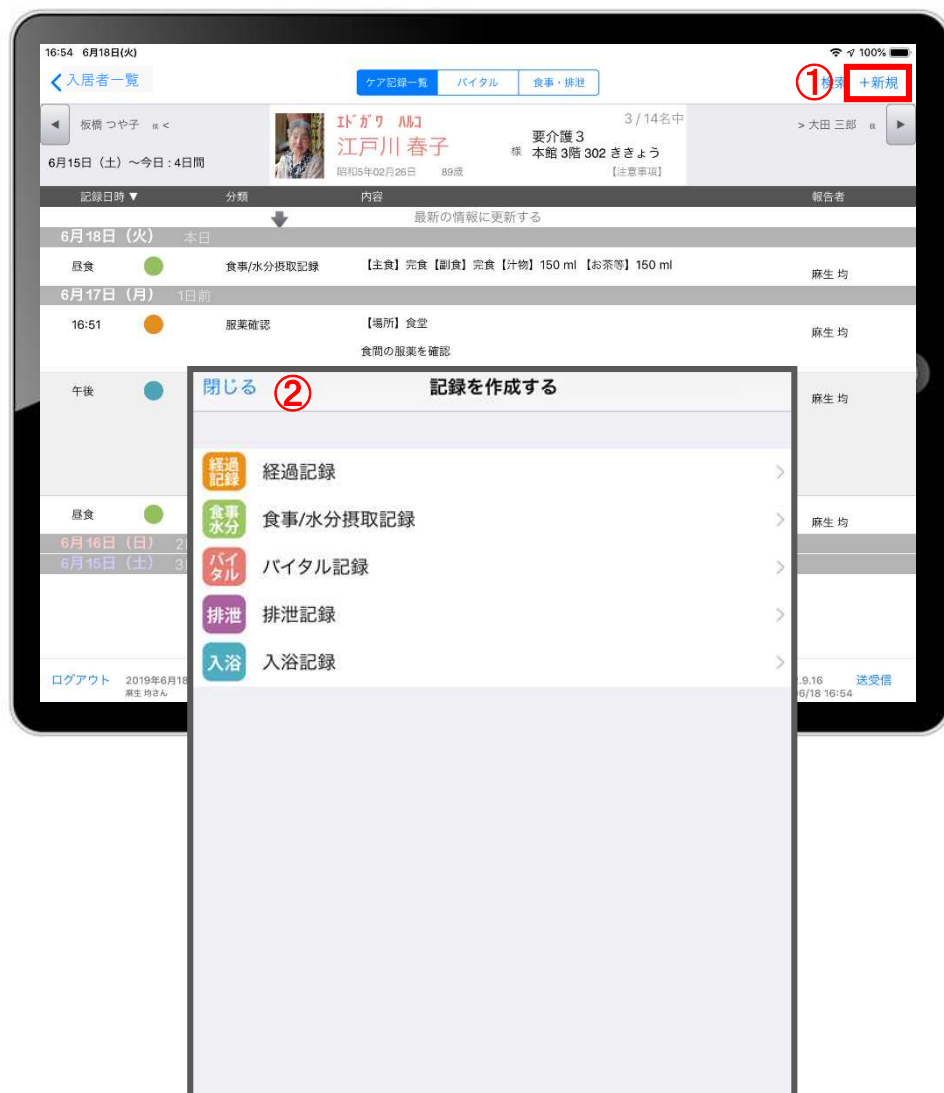 16:54 6月18日(火) 100%
入居者一覧 ケア記録一覧 バイタル 食事・排泄 ① 検索 +新規
板橋 つや子 様 < エドガワ ハルコ 3 / 14名中 > 大田 三郎 様
江戸川 春子 様 要介護3
6月15日(土)〜今日:4日間 本館 3階 302 ききょう
昭和5年02月26日 89歳 【注意事項】
記録日時▼ 分類 内容 報告者
最新の情報に更新する
6月18日(火) 本日
昼食 食事/水分摂取記録 【主食】完食【副食】完食【汁物】150 ml 【お茶等】150 ml 麻生 均
6月17日(月) 1日前
16:51 服薬確認 【場所】食堂 麻生 均
食間の服薬を確認
午後 麻生 均
閉じる ② 記録を作成する
経過記録 経過記録
昼食 麻生 均
食事水分 食事/水分摂取記録
6月16日(日) 2
6月15日(土) 3
バイタル バイタル記録
排泄 排泄記録
入浴 入浴記録
ログアウト 2019年6月18 .9.16 送受信
麻生 均さん 6/18 16:54